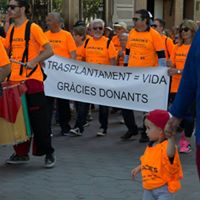 TRASPLANTAMENT = VIDA
GRÀCIES DONANTS